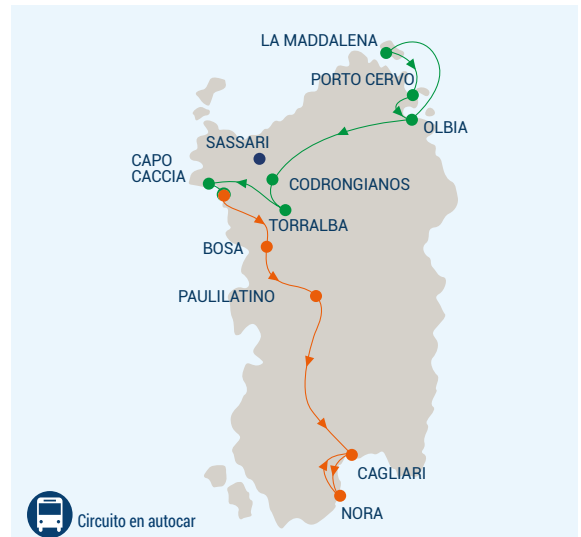 LA MADDALENA
PORTO CERVO
OLBIA
SASSARI
CAPO
CACCIA
CODRONGIANOS
TORRALBA
BOSA
PAULILATINO
CAGLIARI
NORA
Circuito en autocar